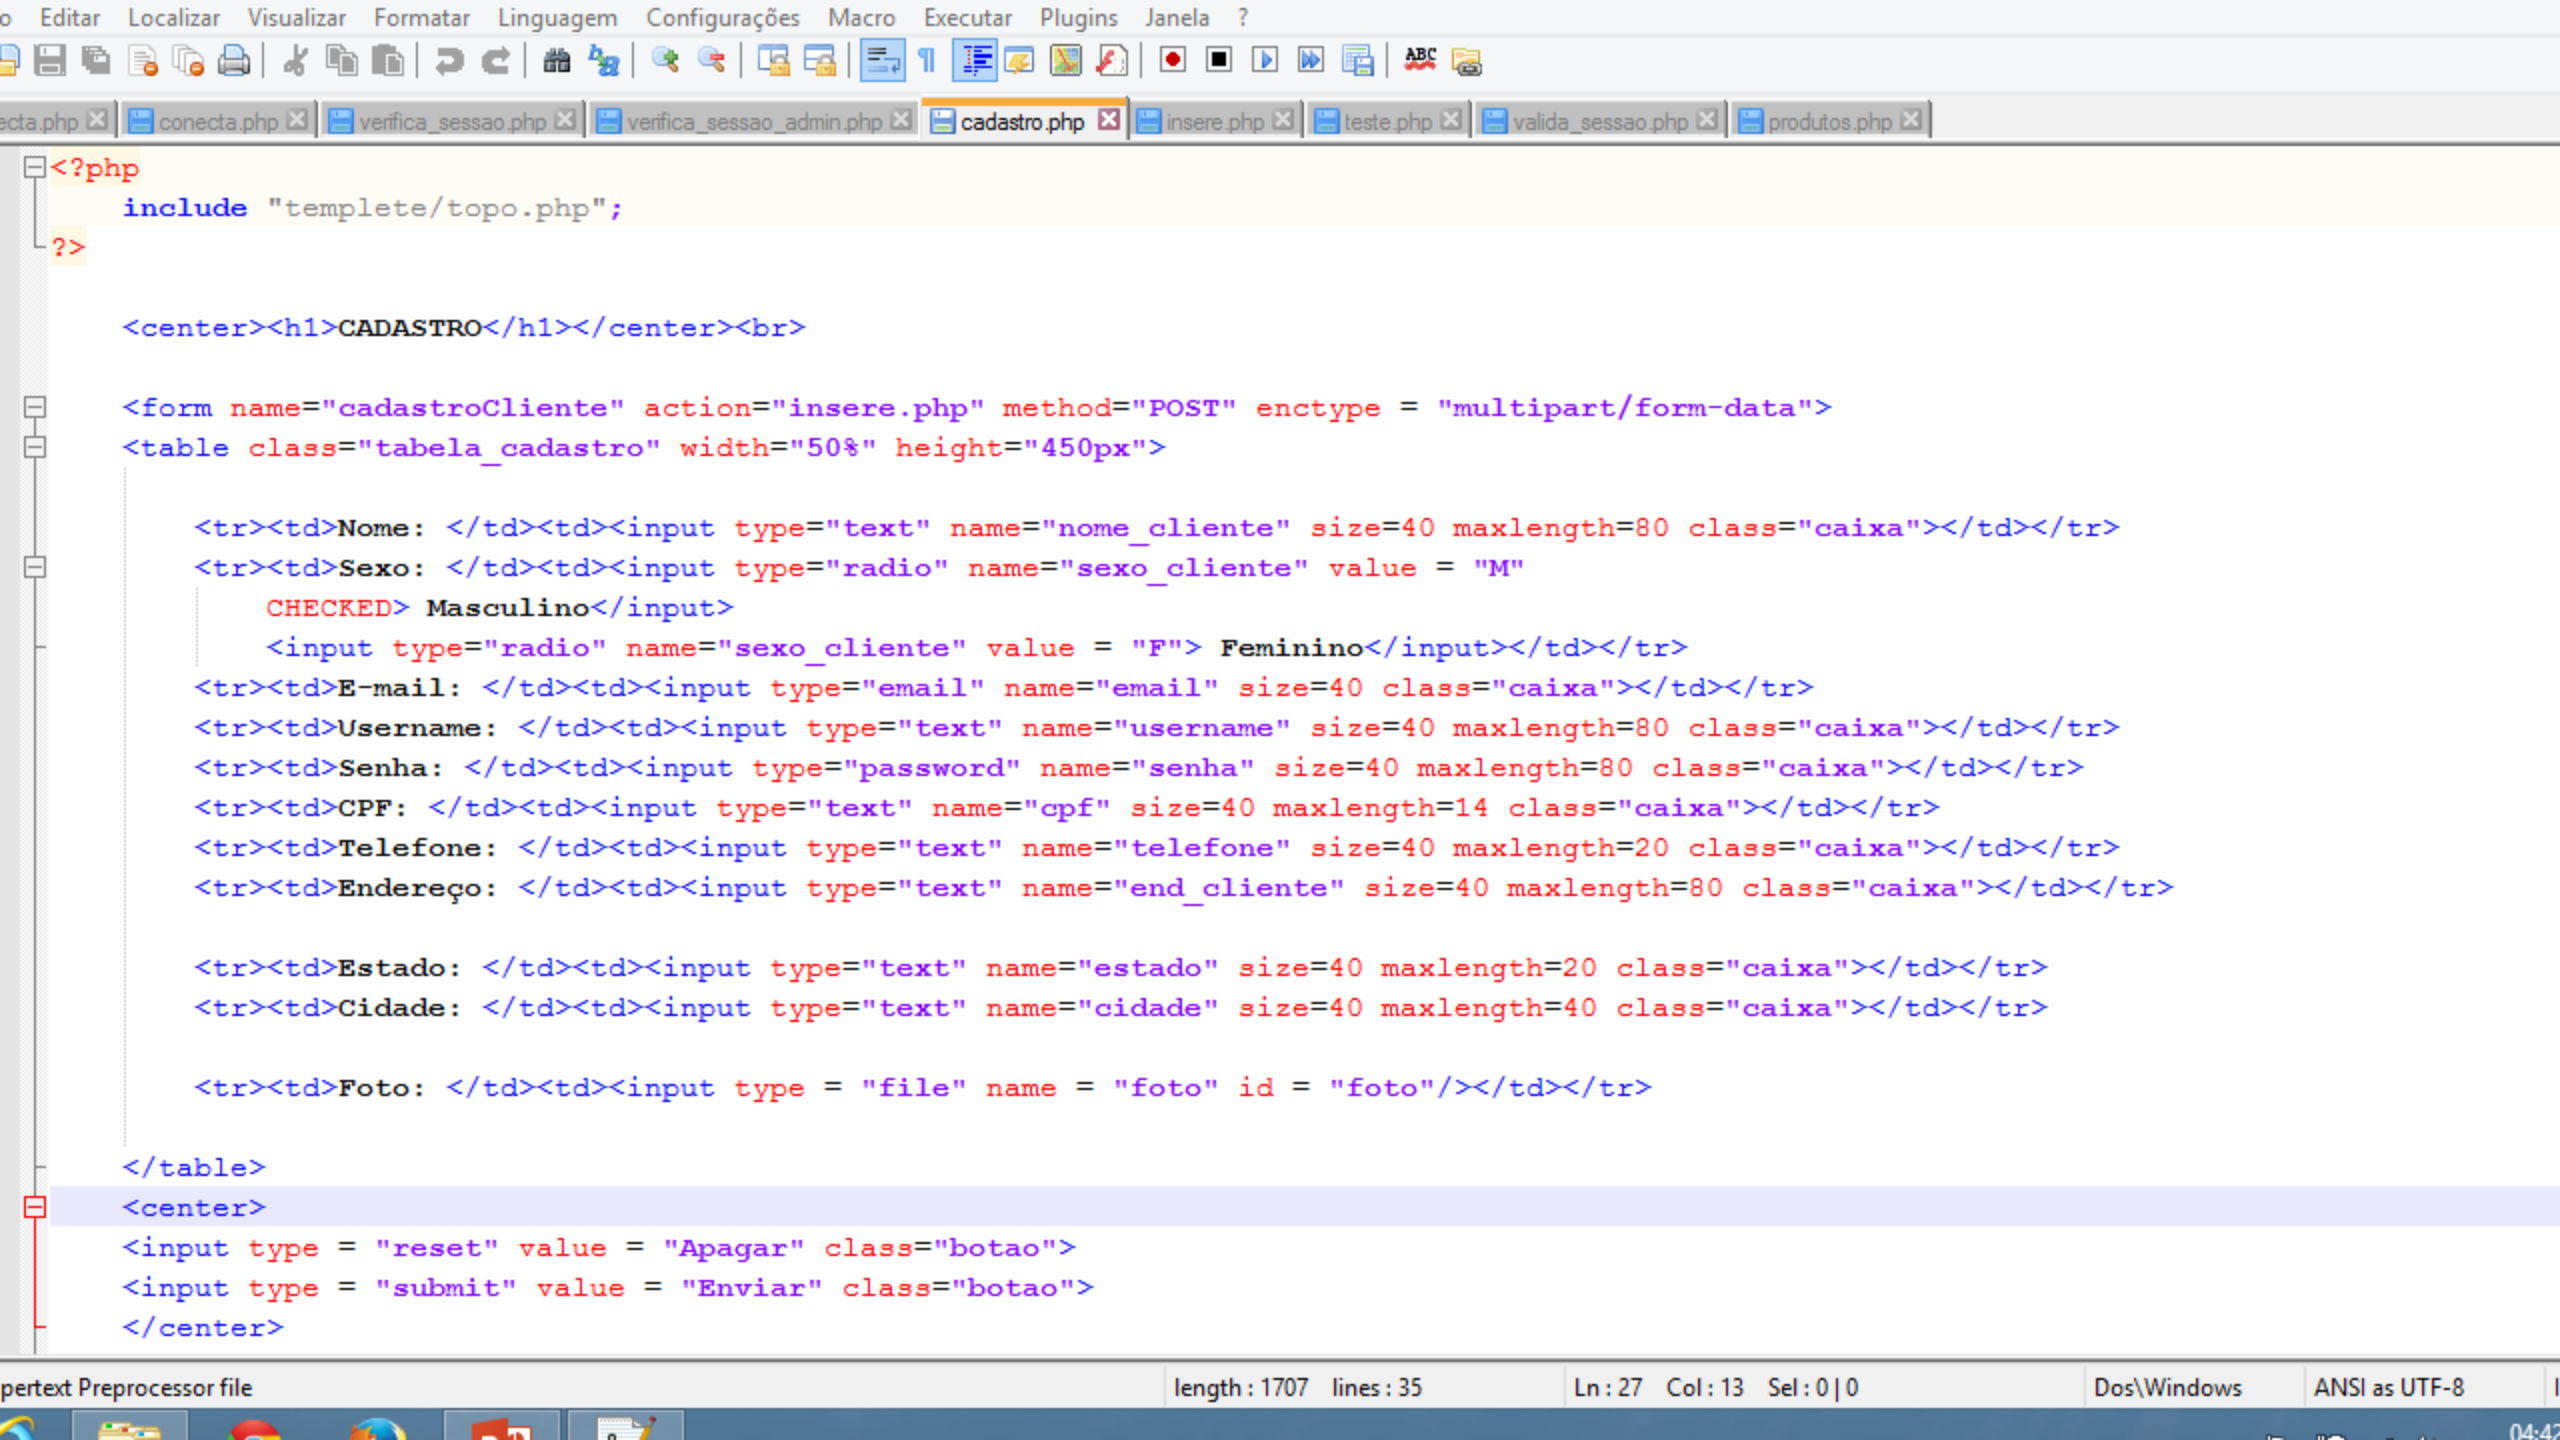 o Editar Localizar Visualizar Formatar Linguagem Configurações Macro Executar Plugins Janela ?
ABC
ecta.php conecta.php verifica_sessao.php verifica_sessao_admin.php cadastro.php insere.php teste.php valida_sessao.php produtos.php
<?php
include "templete/topo.php";
?>
<center><h1>CADASTRO</h1></center><br>
<form name="cadastroCliente" action="insere.php" method="POST" enctype = "multipart/form-data">
<table class="tabela_cadastro" width="50%" height="450px">
<tr><td>Nome: </td><td><input type="text" name="nome_cliente" size=40 maxlength=80 class="caixa"></td></tr>
<tr><td>Sexo: </td><td><input type="radio" name="sexo_cliente" value = "M"
CHECKED> Masculino</input>
<input type="radio" name="sexo_cliente" value = "F"> Feminino</input></td></tr>
<tr><td>E-mail: </td><td><input type="email" name="email" size=40 class="caixa"></td></tr>
<tr><td>Username: </td><td><input type="text" name="username" size=40 maxlength=80 class="caixa"></td></tr>
<tr><td>Senha: </td><td><input type="password" name="senha" size=40 maxlength=80 class="caixa"></td></tr>
<tr><td>CPF: </td><td><input type="text" name="cpf" size=40 maxlength=14 class="caixa"></td></tr>
<tr><td>Telefone: </td><td><input type="text" name="telefone" size=40 maxlength=20 class="caixa"></td></tr>
<tr><td>Endereço: </td><td><input type="text" name="end_cliente" size=40 maxlength=80 class="caixa"></td></tr>
<tr><td>Estado: </td><td><input type="text" name="estado" size=40 maxlength=20 class="caixa"></td></tr>
<tr><td>Cidade: </td><td><input type="text" name="cidade" size=40 maxlength=40 class="caixa"></td></tr>
<tr><td>Foto: </td><td><input type = "file" name = "foto" id = "foto"/></td></tr>
</table>
<center>
<input type = "reset" value = "Apagar" class="botao">
<input type = "submit" value = "Enviar" class="botao">
</center>
pertext Preprocessor file length : 1707 lines : 35 Ln : 27 Col : 13 Sel : 0 | 0 Dos\Windows ANSI as UTF-8 I
04:42